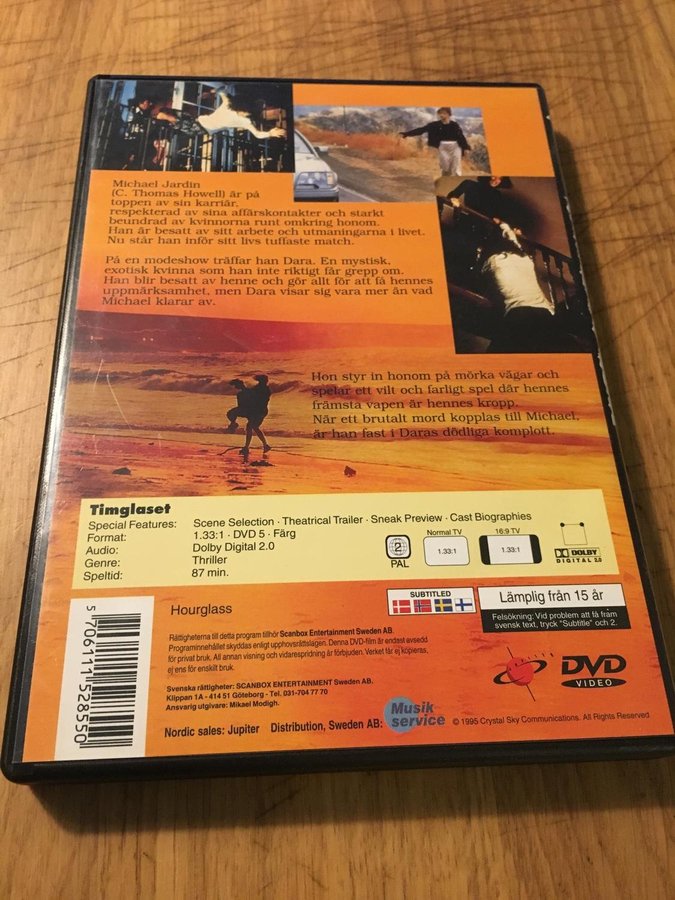 Michael Jardin
(C. Thomas Howell) är på
toppen av sin karriär,
respekterad av sina affärskontakter och starkt
beundrad av kvinnorna runt omkring honom.
Han är besatt av sitt arbete och utmaningarna i livet.
Nu står han inför sitt livs tuffaste match.
På en modeshow träffar han Dara. En mystisk,
exotisk kvinna som han inte riktigt får grepp om.
Han blir besatt av henne och gör allt för att få hennes
uppmärksamhet, men Dara visar sig vara mer än vad
Michael klarar av.
Hon styr in honom på mörka vägar och
spelar ett vilt och farligt spel där hennes
främsta vapen är hennes kropp.
När ett brutalt mord kopplas till Michael,
är han fast i Daras dödliga komplott.
Timglaset
Special Features: Scene Selection · Theatrical Trailer · Sneak Preview · Cast Biographies
Format: 1.33:1 · DVD 5 · Färg
Audio: Dolby Digital 2.0
Genre: Thriller
Speltid: 87 min.
2
PAL
Normal TV
1.33:1
16:9 TV
1.33:1
DOLBY
DIGITAL 2.0
Hourglass
SUBTITLED
Lämplig från 15 år
Felsökning: Vid problem att få fram
svensk text, tryck "Subtitle" och 2.
Rättigheterna till detta program tillhör Scanbox Entertainment Sweden AB.
Programinnehållet skyddas enligt upphovsrättslagen. Denna DVD-film är endast avsedd
för privat bruk. All annan visning och vidarespridning är förbjuden. Verket får ej kopieras,
ej ens för enskilt bruk.
Svenska rättigheter: SCANBOX ENTERTAINMENT Sweden AB.
Klippan 1A - 414 51 Göteborg - Tel. 031-704 77 70
Ansvarig utgivare: Mikael Modigh.
Nordic sales: Jupiter Distribution, Sweden AB:
Musik
service
© 1995 Crystal Sky Communications. All Rights Reserved
DVD
VIDEO
5 706111 528550